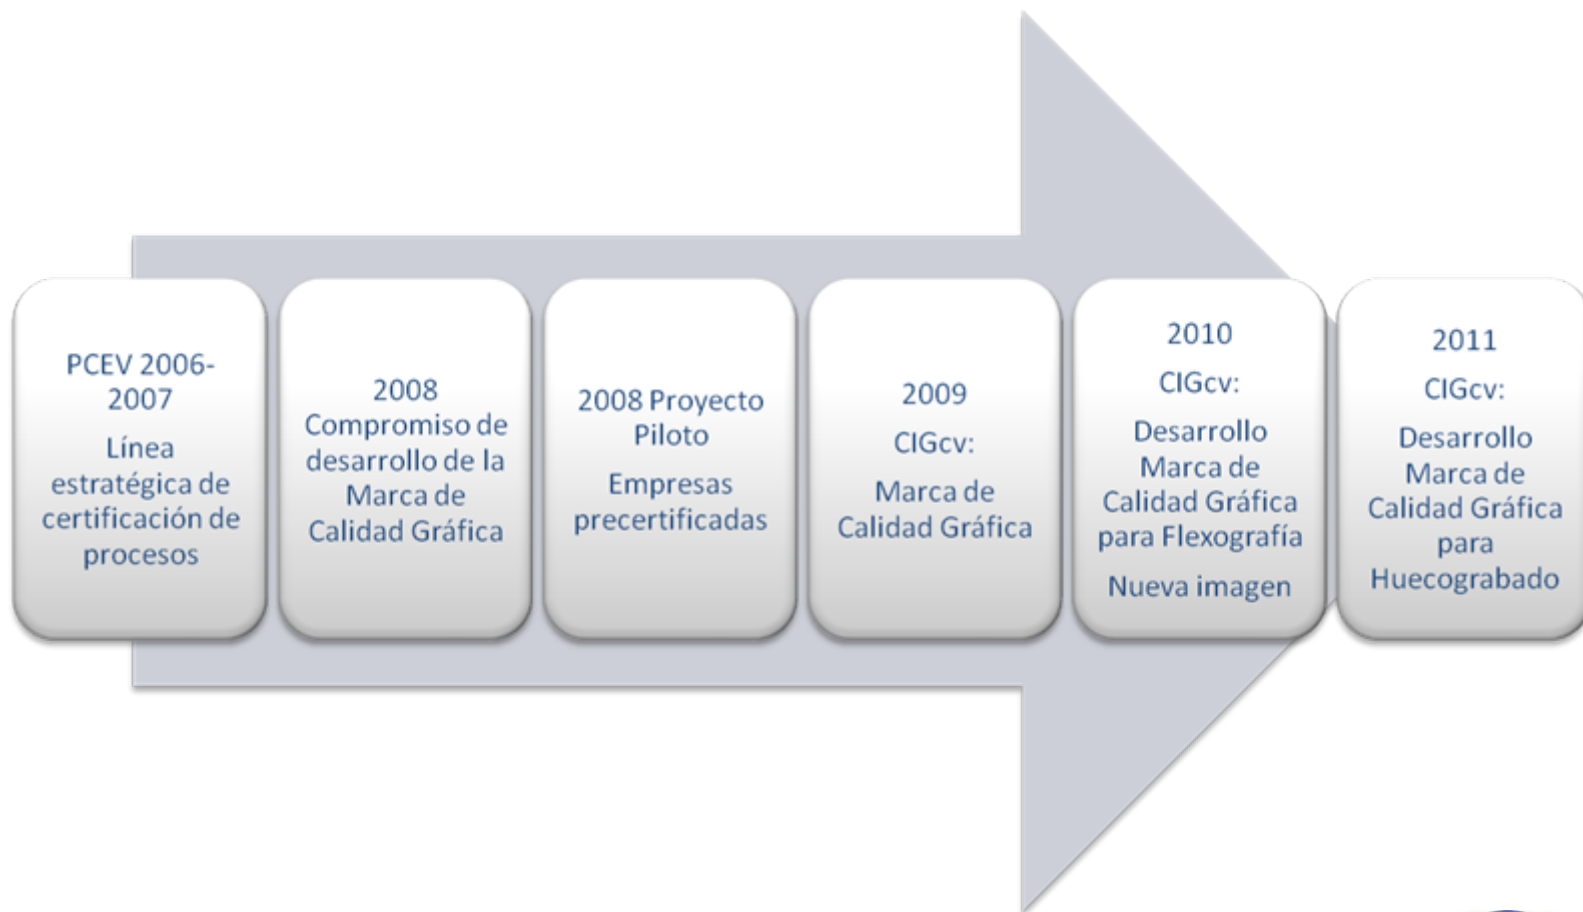 PCEV 2006-
2007
Línea
estratégica de
certificación de
procesos
2008
Compromiso de
desarrollo de la
Marca de
Calidad Gráfica
2008 Proyecto
Piloto
Empresas
precertificadas
2009
CIGcv:
Marca de
Calidad Gráfica
2010
CIGcv:
Desarrollo
Marca de
Calidad Gráfica
para Flexografía
Nueva imagen
2011
CIGcv:
Desarrollo
Marca de
Calidad Gráfica
para
Huecograbado